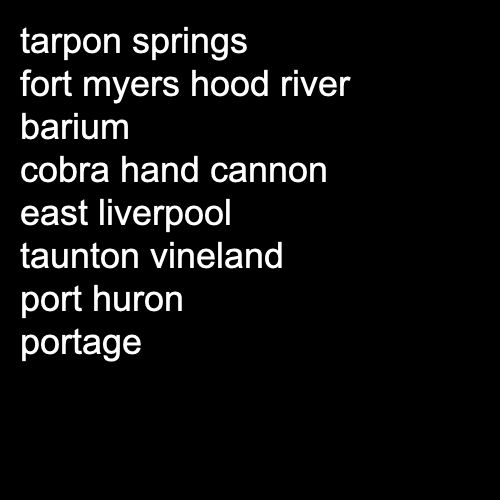 tarpon springs
fort myers hood river
barium
cobra hand cannon
east liverpool
taunton vineland
port huron
portage